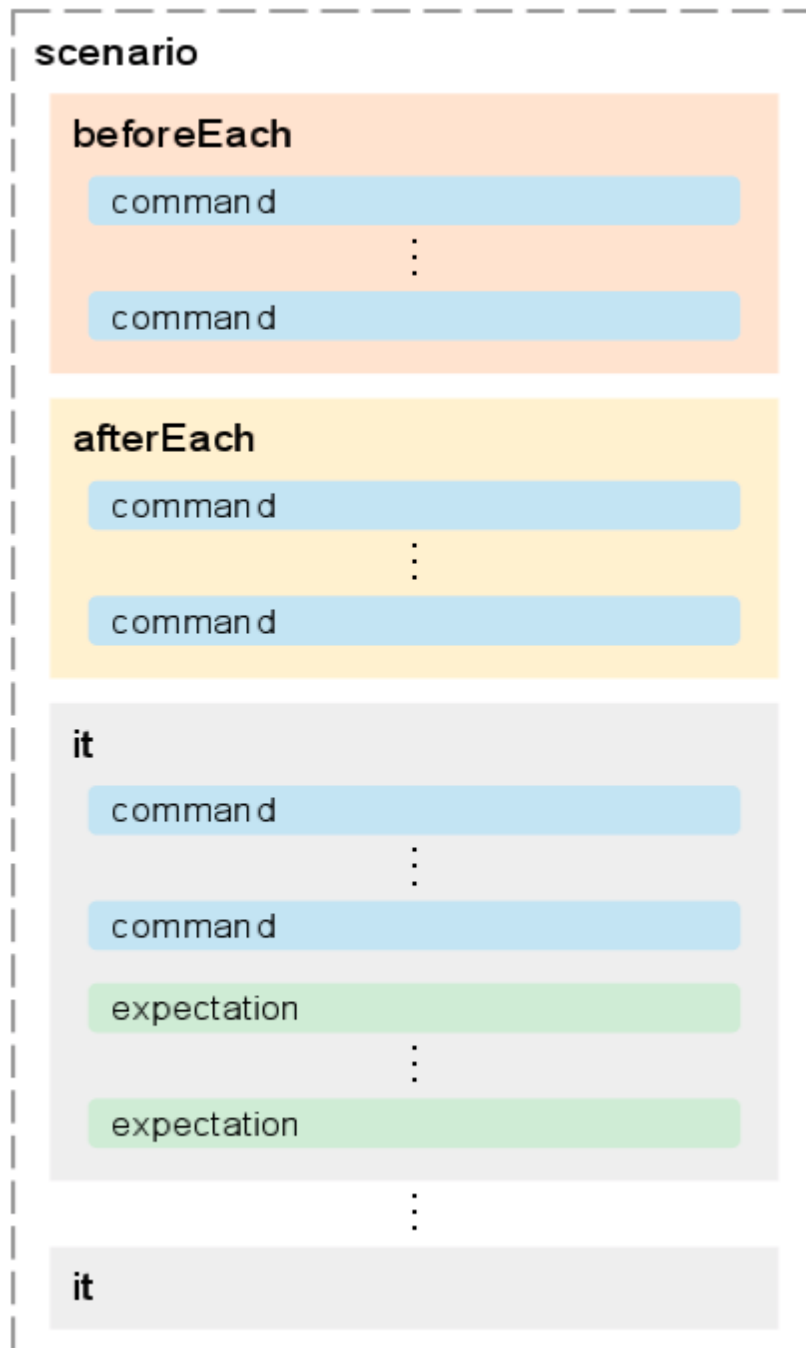 scenario
beforeEach
command
command
afterEach
command
command
it
command
command
expectation
expectation
it